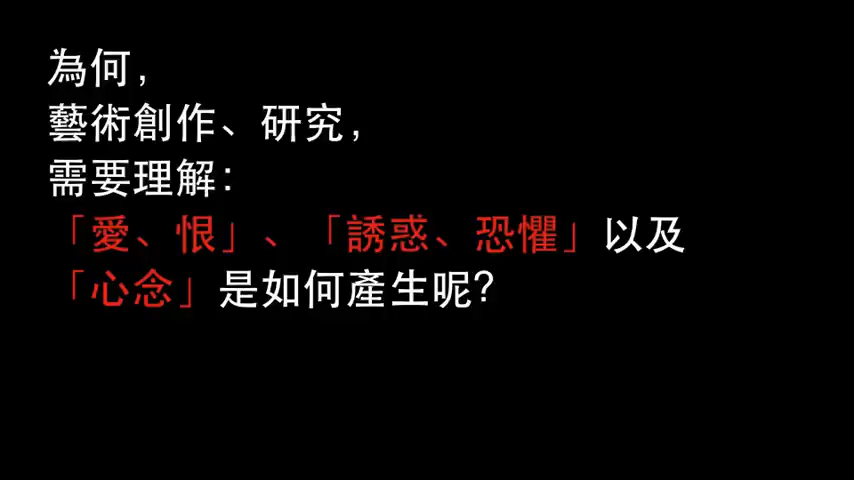 為何，
藝術創作、研究，
需要理解：
「愛、恨」、「誘惑、恐懼」以及
「心念」是如何產生呢？